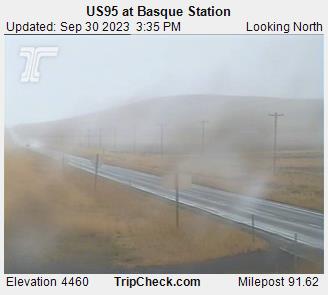 US95 at Basque Station
Updated: Sep 30 2023 3:35 PM Looking North
Elevation 4460 TripCheck.com Milepost 91.62